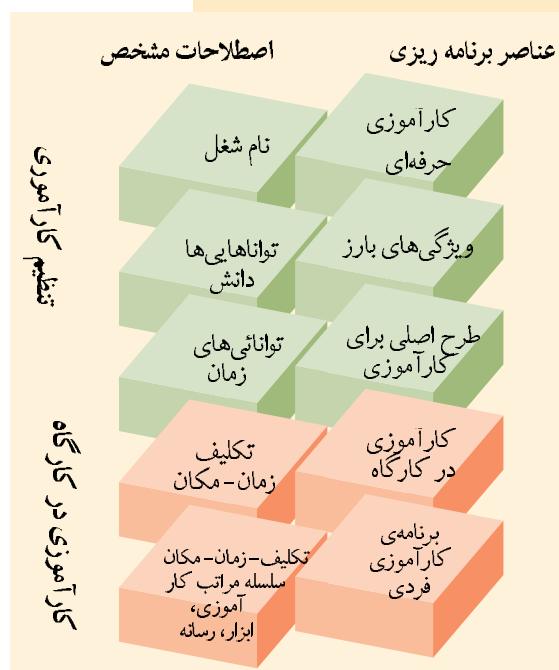 عناصر برنامه ریزی
اصطلاحات مشخص
کارآموزی
حرفه‌ای
نام شغل
ویژگی‌های بارز
تواناهایی‌ها
دانش
طرح اصلی برای
کارآموزی
توانائی‌های
زمان
تنظیم کارآموری
کارآموزی
در کارگاه
تکلیف
زمان-مکان
برنامه‌ی
کارآموزی
فردی
تکلیف-زمان-مکان
سلسله مراتب کار
آموزی،
ابزار، رسانه
کارآموزی در کارگاه